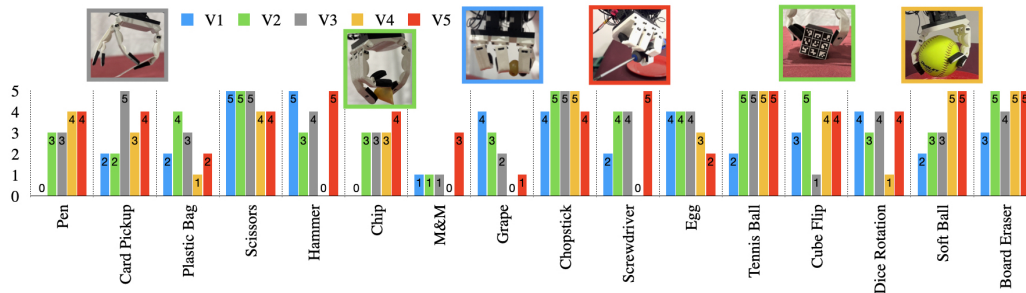 V1 V2 V3 V4 V5
5
4
3
2
1
0
0 3 3 4 4
2 2 5 3 4
2 4 3 1 2
5 5 5 4 4
5 3 4 0 5
0 3 3 3 4
1 1 1 0 3
4 3 2 0 1
4 5 5 5 4
2 4 4 0 5
4 4 4 3 2
2 5 5 5 5
3 5 1 4 4
4 3 4 1 4
2 3 3 5 5
3 5 4 5 5
Pen
Card Pickup
Plastic Bag
Scissors
Hammer
Chip
M&M
Grape
Chopstick
Screwdriver
Egg
Tennis Ball
Cube Flip
Dice Rotation
Soft Ball
Board Eraser